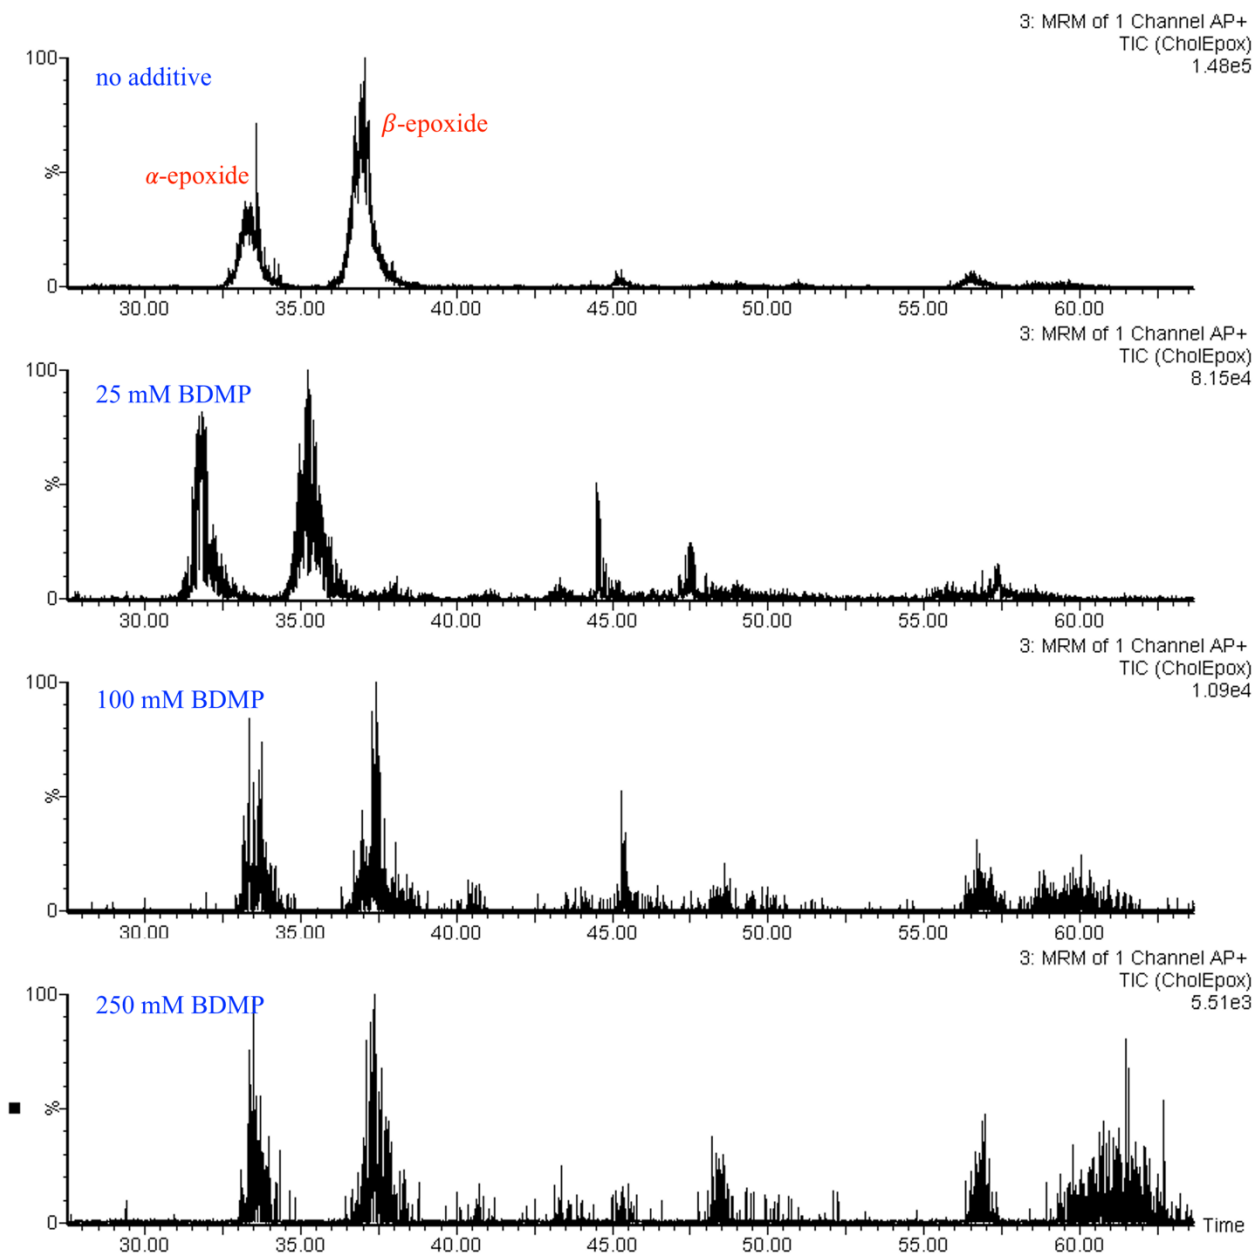 3: MRM of 1 Channel AP+
TIC (CholEpox)
1.48e5
100
no additive
β-epoxide
α-epoxide
%
0
30.00 35.00 40.00 45.00 50.00 55.00 60.00
3: MRM of 1 Channel AP+
TIC (CholEpox)
8.15e4
100
25 mM BDMP
%
0
30.00 35.00 40.00 45.00 50.00 55.00 60.00
3: MRM of 1 Channel AP+
TIC (CholEpox)
1.09e4
100
100 mM BDMP
%
0
30.00 35.00 40.00 45.00 50.00 55.00 60.00
3: MRM of 1 Channel AP+
TIC (CholEpox)
5.51e3
100
250 mM BDMP
%
0
Time
30.00 35.00 40.00 45.00 50.00 55.00 60.00